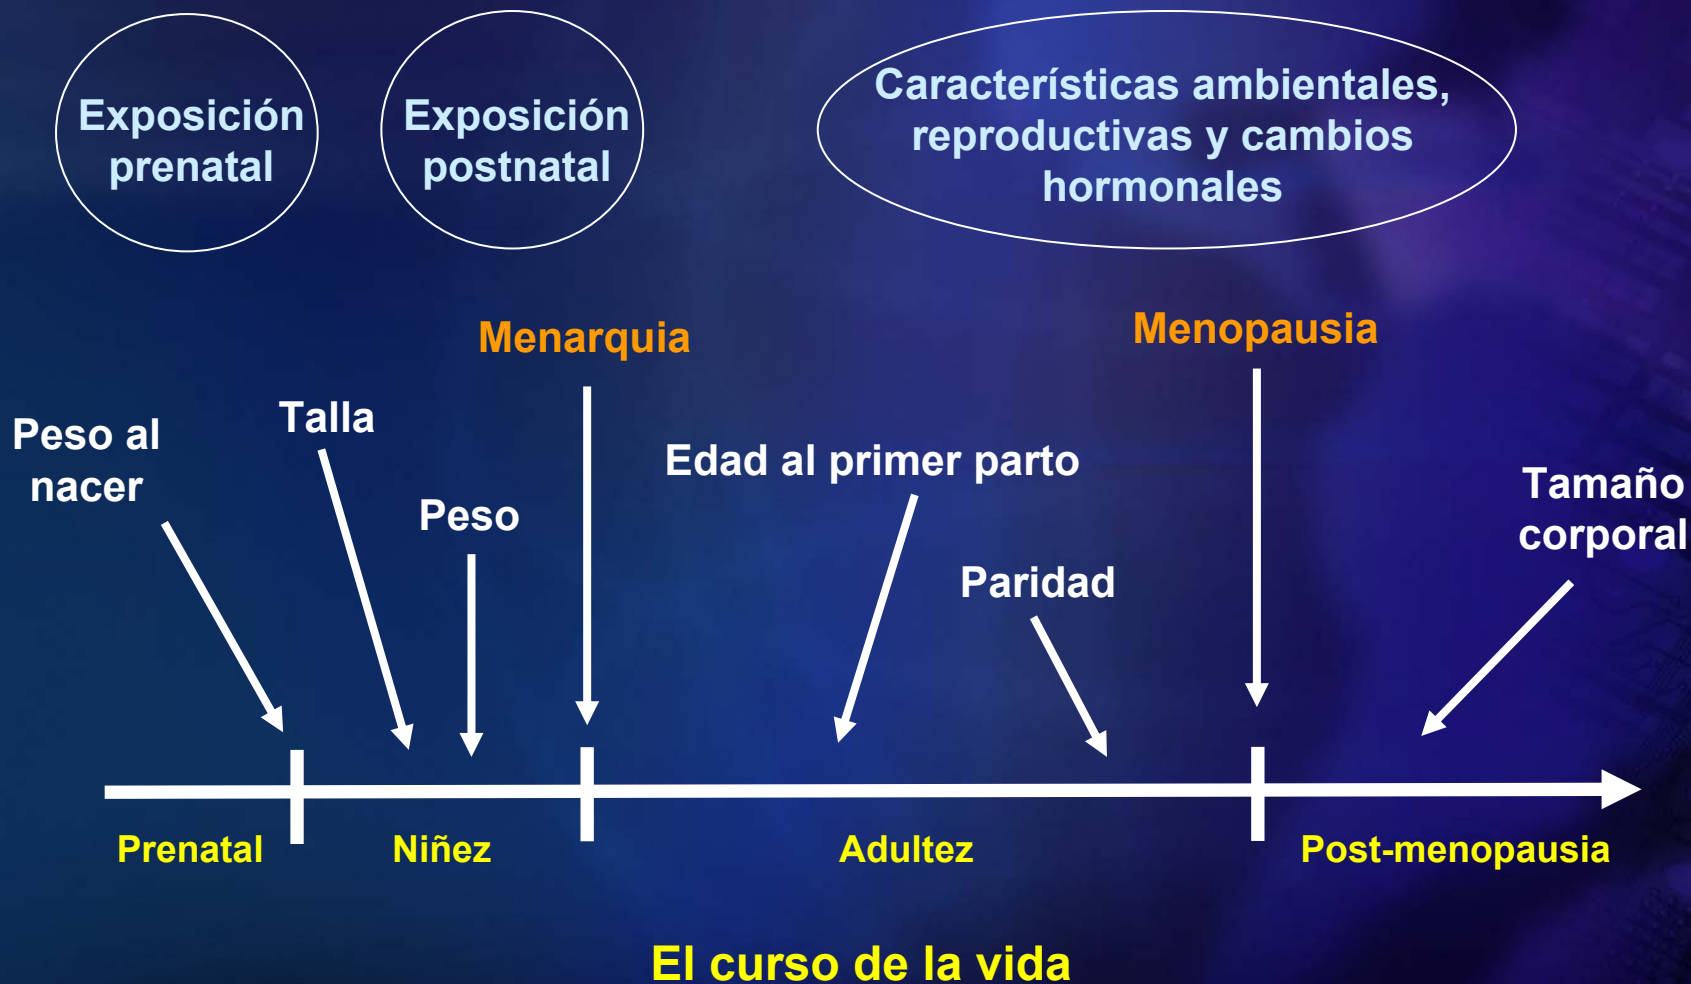 Exposición
prenatal
Exposición
postnatal
Característísticas ambientales,
reproductivas y cambios
hormonales
Menarquia
Menopausia
Peso al
nacer
Talla
Peso
Edad al primer parto
Paridad
Tamaño
corporal
Prenatal
Niñez
Adultez
Post-menopausia
El curso de la vida